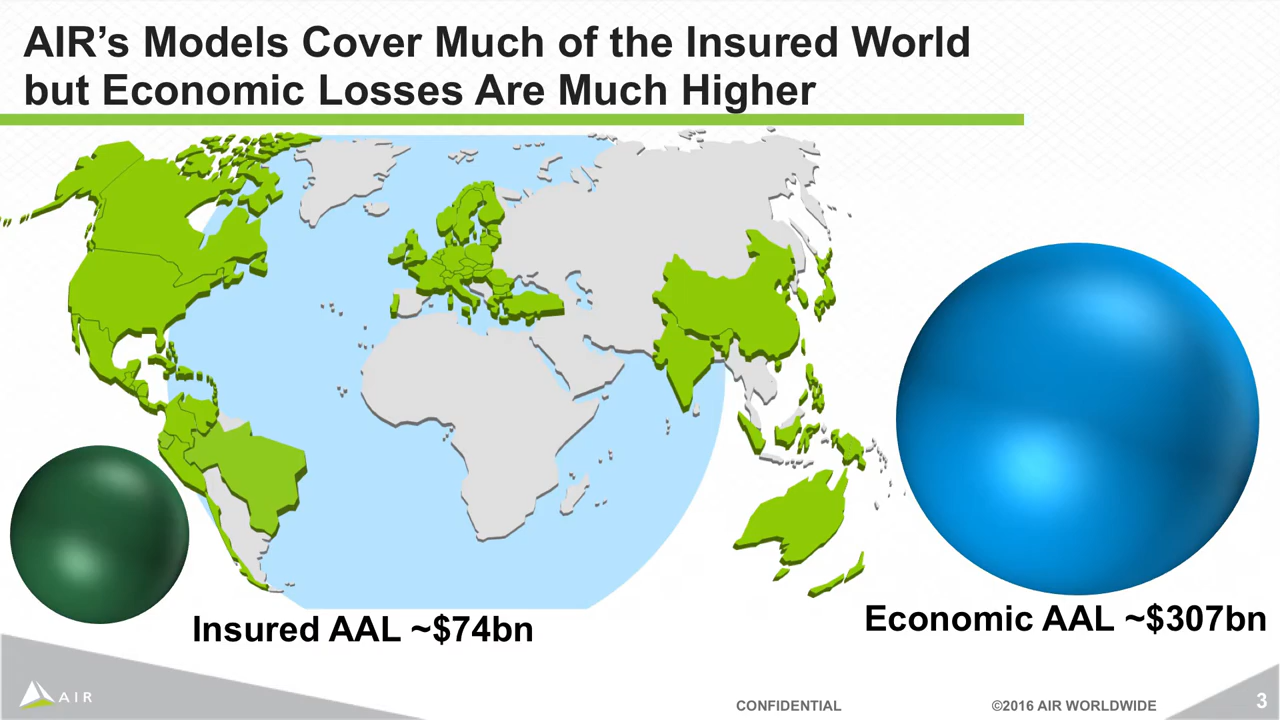 AIR’s Models Cover Much of the Insured World
but Economic Losses Are Much Higher
Insured AAL ~$74bn
Economic AAL ~$307bn
AIR
CONFIDENTIAL
©2016 AIR WORLDWIDE
3